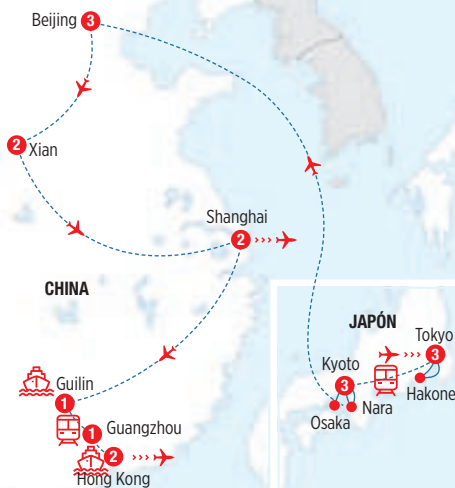 Beijing 3
2 Xian
Shanghai
2
CHINA
JAPÓN
Tokyo
3
Kyoto
3
Hakone
Nara
Osaka
Guilin
1
Guangzhou
1
2
Hong Kong